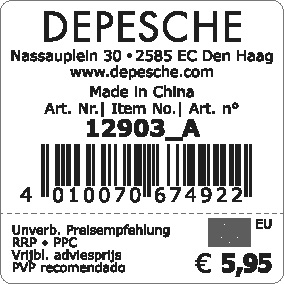 DEPESCHE
Nassauplein 30 • 2585 EC Den Haag
www.depesche.com
Made in China
Art. Nr.| Item No.| Art. n°
12903_A
4 010070 674922
Unverb. Preisempfehlung
RRP • PPC
Vrijbl. adviesprijs
PVP recomendado
EU
€ 5,95